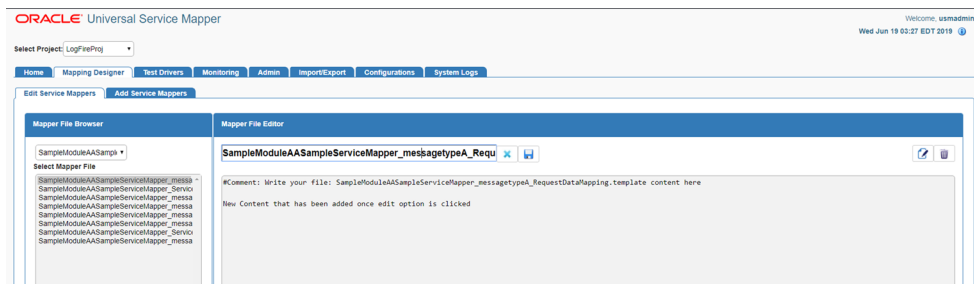 ORACLE® Universal Service Mapper
Welcome, usmadmin
Wed Jun 19 03:27 EDT 2019
Select Project: LogFireProj
Home Mapping Designer Test Drivers Monitoring Admin Import/Export Configurations System Logs
Edit Service Mappers Add Service Mappers
Mapper File Browser
Mapper File Editor
SampleModuleAASampl
SampleModuleAASampleServiceMapper_messagetypeA_Requ
Select Mapper File
SampleModuleAASampleServiceMapper_messa
SampleModuleAASampleServiceMapper_Servic
SampleModuleAASampleServiceMapper_messa
SampleModuleAASampleServiceMapper_messa
SampleModuleAASampleServiceMapper_messa
SampleModuleAASampleServiceMapper_messa
SampleModuleAASampleServiceMapper_Servic
SampleModuleAASampleServiceMapper_messa
#Comment: Write your file: SampleModuleAASampleServiceMapper_messagetypeA_RequestDataMapping.template content here
New Content that has been added once edit option is clicked